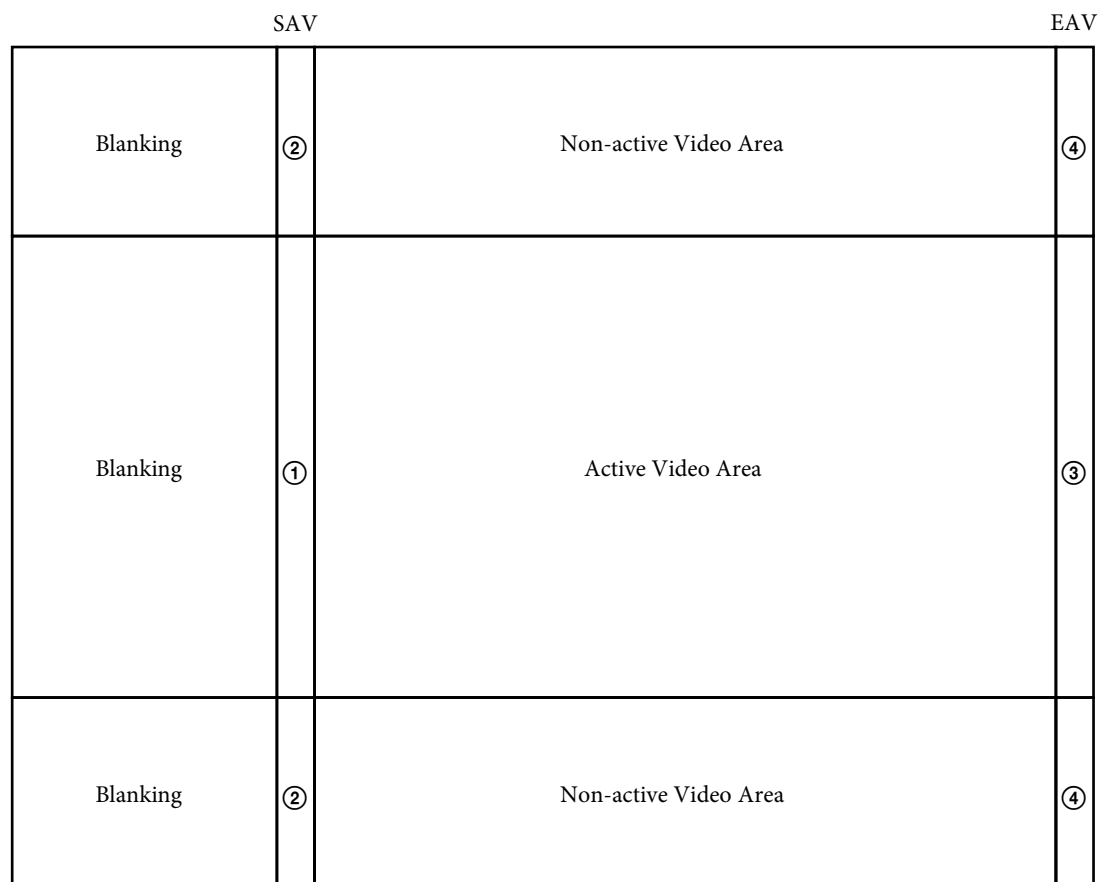 SAV EAV
Blanking ② Non-active Video Area ④
Blanking ① Active Video Area ③
Blanking ② Non-active Video Area ④